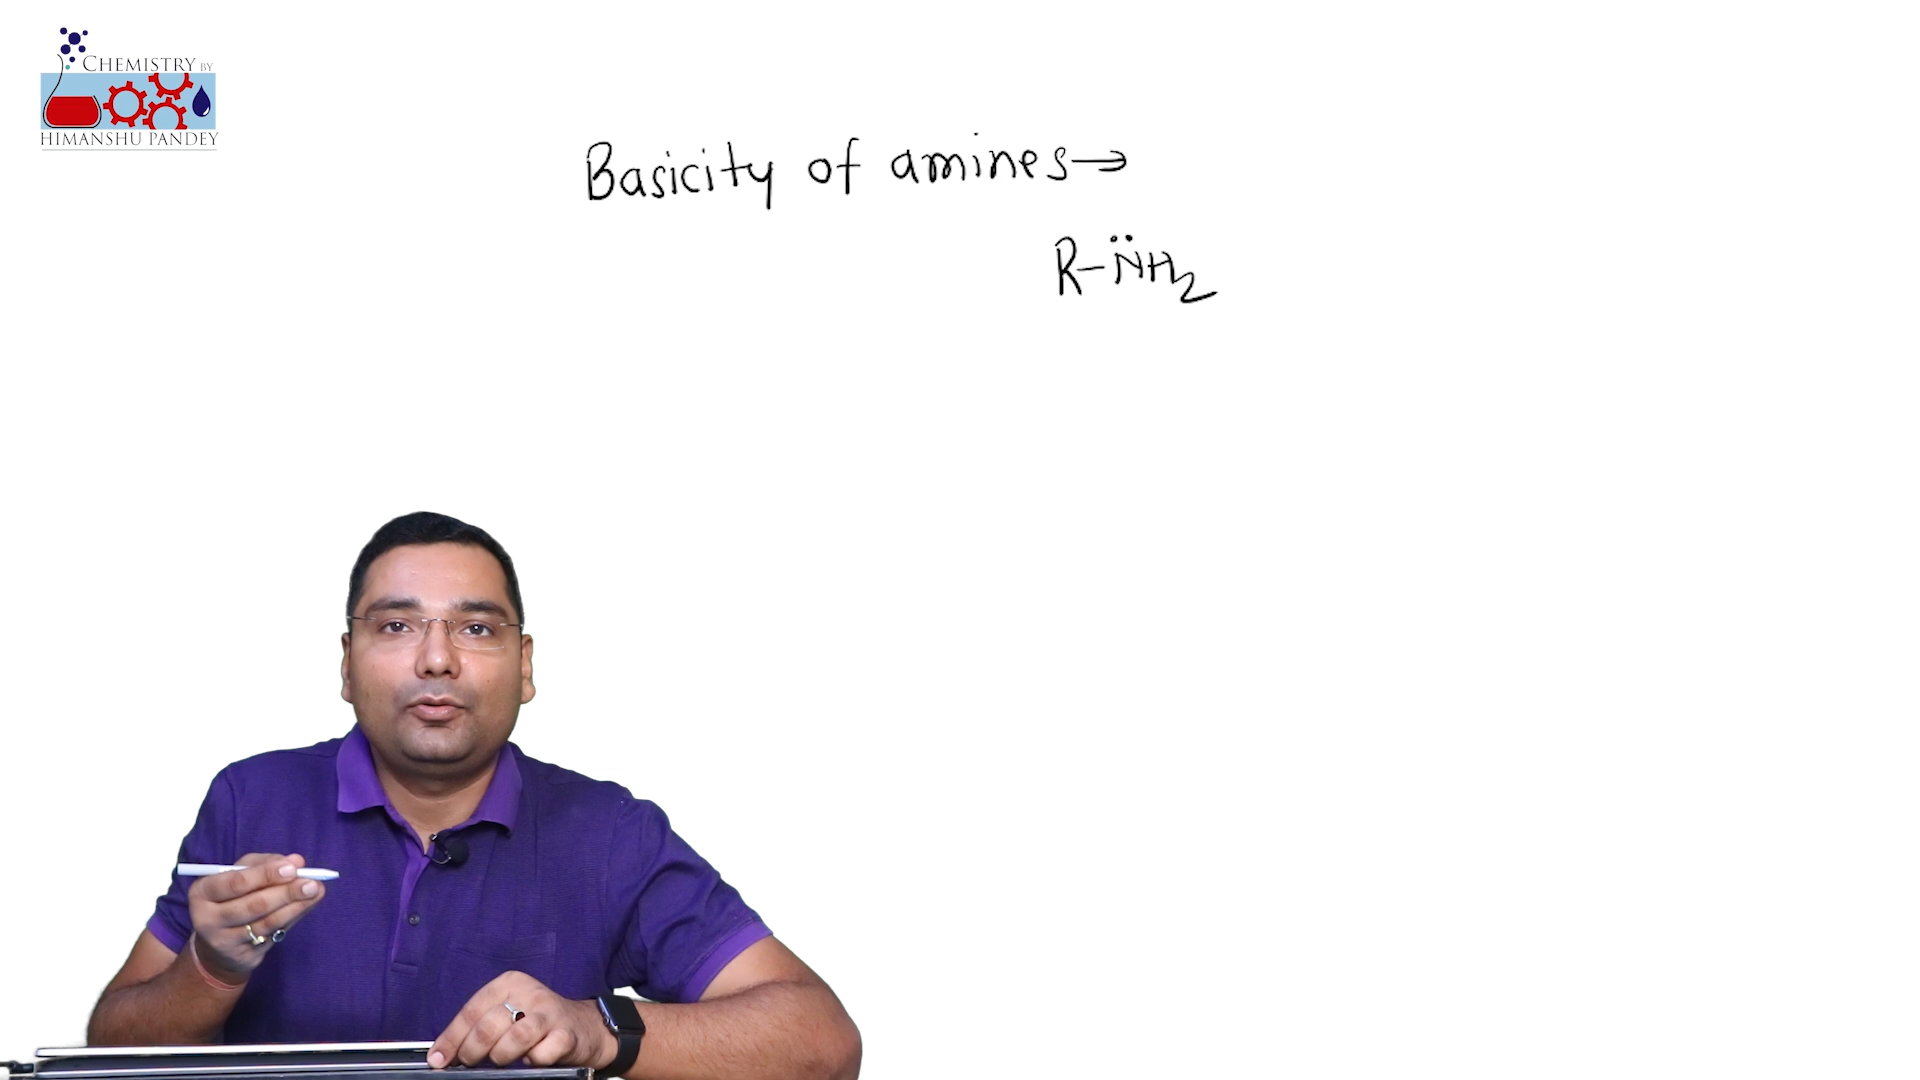 CHEMISTRY BY
HIMANSHU PANDEY
Basicity of amines→
R-N̈H₂